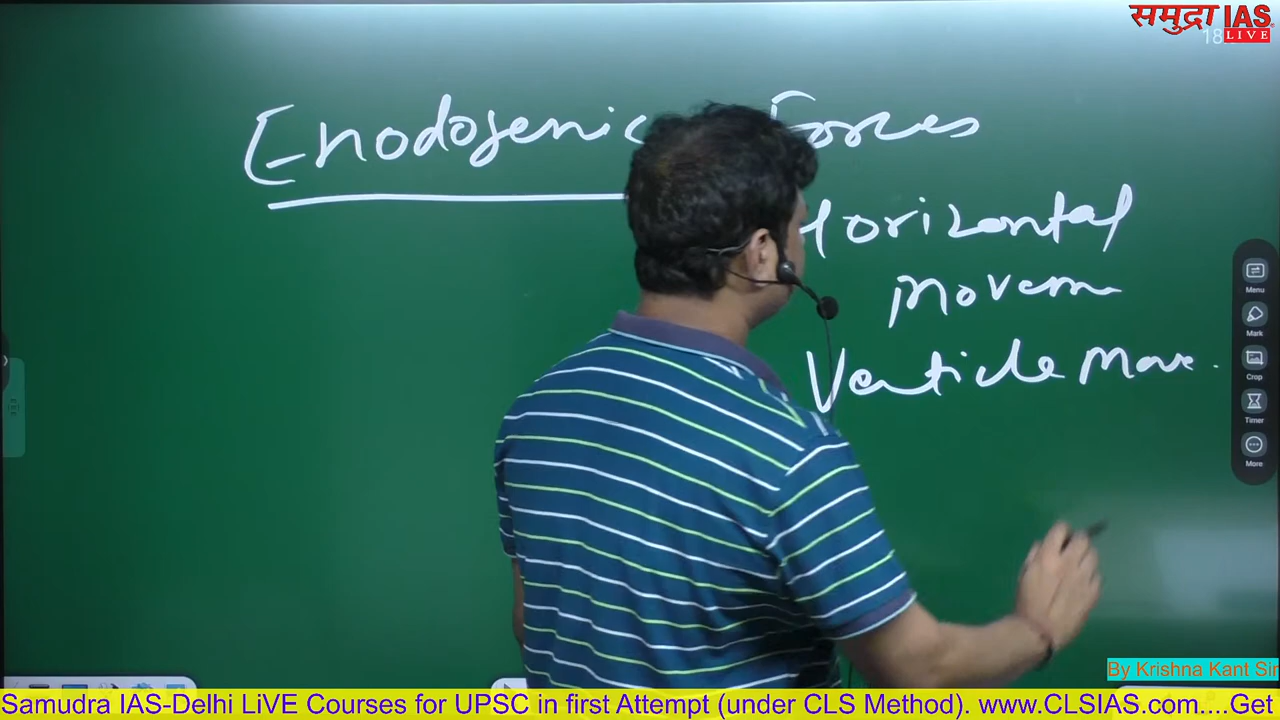 समुद्रा IAS
LIVE
Enodogenic Forces
Horizontal
movem
Verticle Move.
Menu
Mark
Crop
Timer
More
By Krishna Kant Sir
Samudra IAS-Delhi LiVE Courses for UPSC in first Attempt (under CLS Method). www.CLSIAS.com....Get